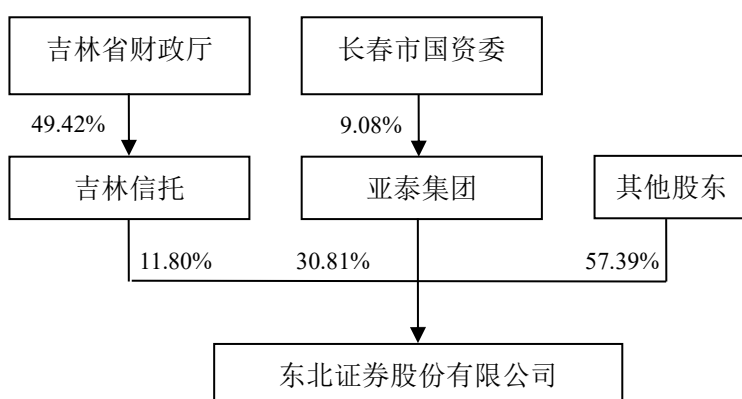 吉林省财政厅
长春市国资委
49.42%
9.08%
吉林信托
亚泰集团
其他股东
11.80%
30.81%
57.39%
东北证券股份有限公司